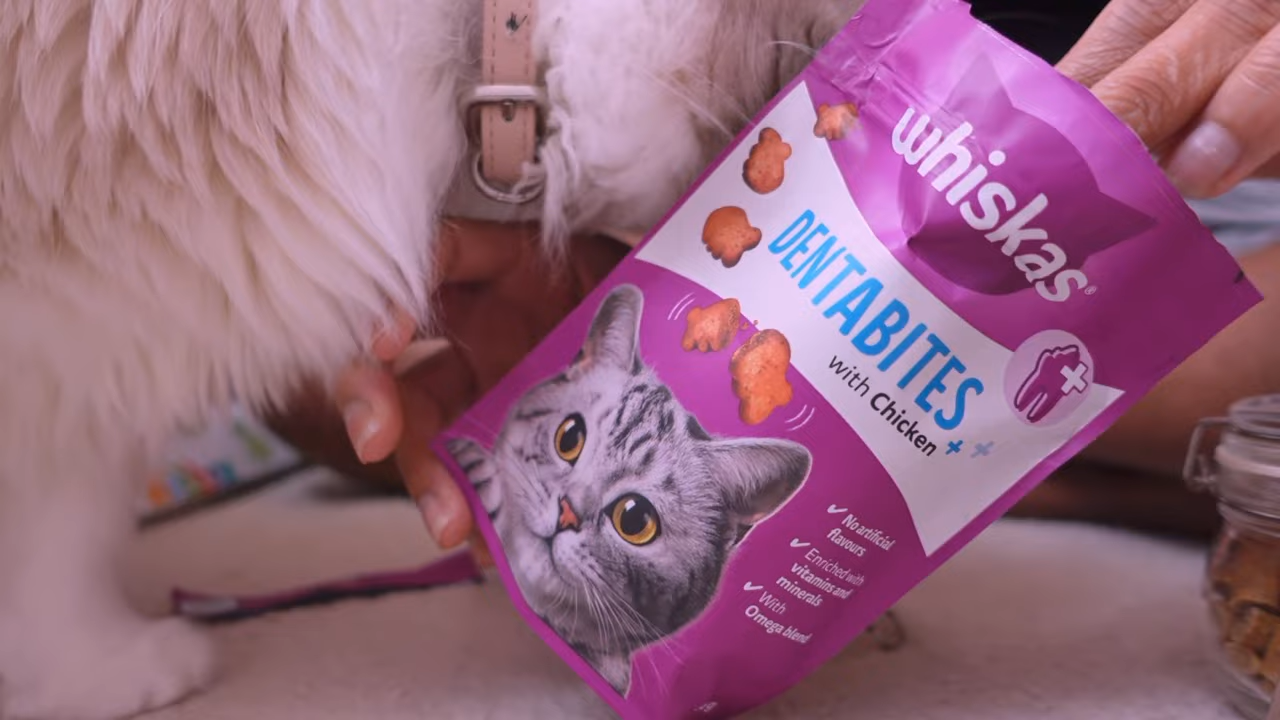 whiskas®
DENTABITES
with Chicken
✓ No artificial
flavours
✓ Enriched with
vitamins and
minerals
✓ With
Omega blend